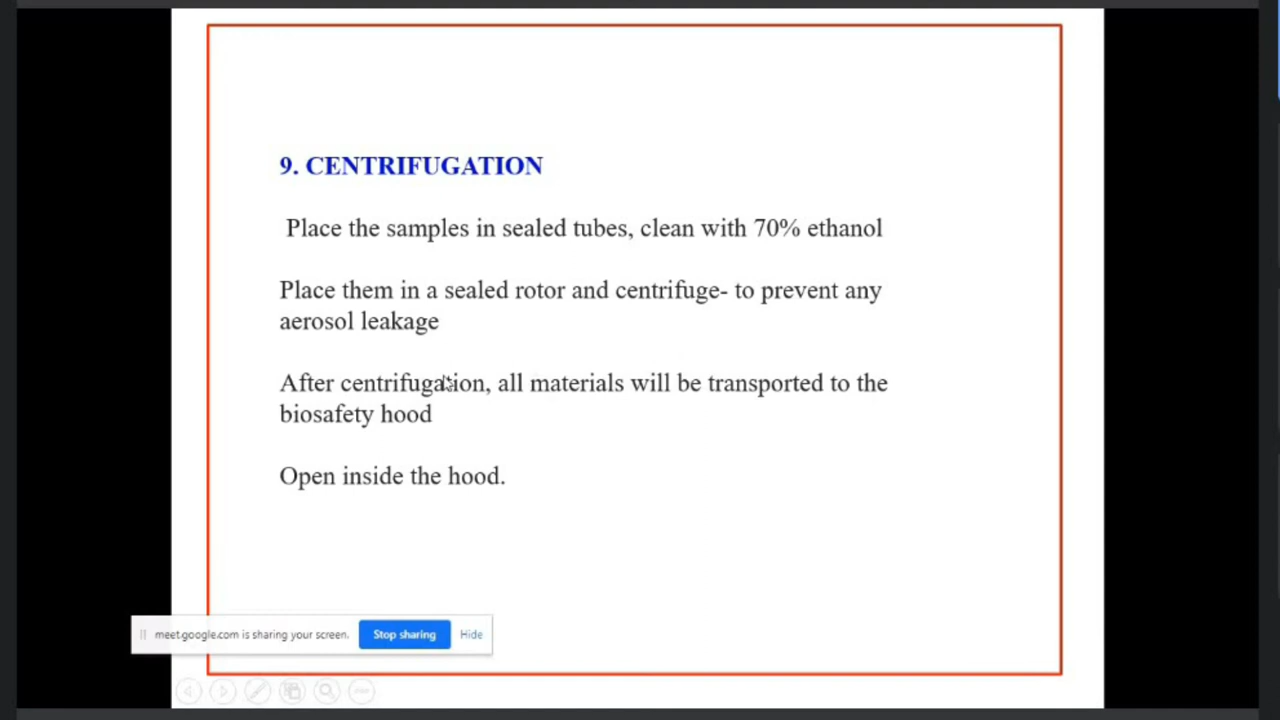 9. CENTRIFUGATION
Place the samples in sealed tubes, clean with 70% ethanol
Place them in a sealed rotor and centrifuge- to prevent any
aerosol leakage
After centrifugation, all materials will be transported to the
biosafety hood
Open inside the hood.
meet.google.com is sharing your screen.
Stop sharing
Hide